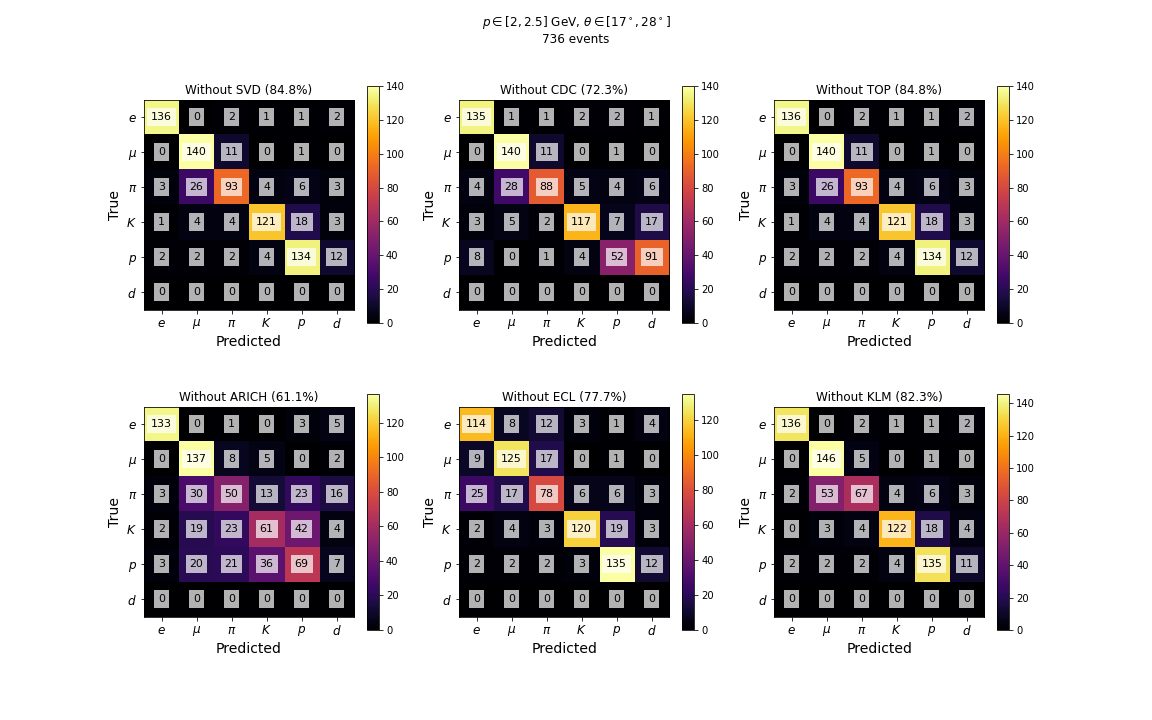 p ∈ [2, 2.5] GeV, θ ∈ [17°, 28°]
736 events
Without SVD (84.8%)
True
e 136 0 2 1 1 2
μ 0 140 11 0 1 0
π 3 26 93 4 6 3
K 1 4 4 121 18 3
p 2 2 2 4 134 12
d 0 0 0 0 0 0
e μ π K p d
Predicted
140
120
100
80
60
40
20
0
Without CDC (72.3%)
True
e 135 1 1 2 2 1
μ 0 140 11 0 1 0
π 4 28 88 5 4 6
K 3 5 2 117 7 17
p 8 0 1 4 52 91
d 0 0 0 0 0 0
e μ π K p d
Predicted
140
120
100
80
60
40
20
0
Without TOP (84.8%)
True
e 136 0 2 1 1 2
μ 0 140 11 0 1 0
π 3 26 93 4 6 3
K 1 4 4 121 18 3
p 2 2 2 4 134 12
d 0 0 0 0 0 0
e μ π K p d
Predicted
140
120
100
80
60
40
20
0
Without ARICH (61.1%)
True
e 133 0 1 0 3 5
μ 0 137 8 5 0 2
π 3 30 50 13 23 16
K 2 19 23 61 42 4
p 3 20 21 36 69 7
d 0 0 0 0 0 0
e μ π K p d
Predicted
120
100
80
60
40
20
0
Without ECL (77.7%)
True
e 114 8 12 3 1 4
μ 9 125 17 0 1 0
π 25 17 78 6 6 3
K 2 4 3 120 19 3
p 2 2 2 3 135 12
d 0 0 0 0 0 0
e μ π K p d
Predicted
120
100
80
60
40
20
0
Without KLM (82.3%)
True
e 136 0 2 1 1 2
μ 0 146 5 0 1 0
π 2 53 67 4 6 3
K 0 3 4 122 18 4
p 2 2 2 4 135 11
d 0 0 0 0 0 0
e μ π K p d
Predicted
140
120
100
80
60
40
20
0